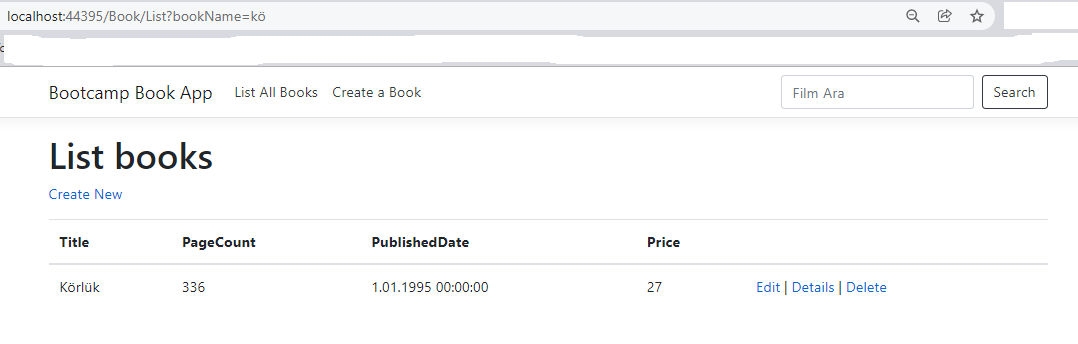 localhost:44395/Book/List?bookName=kö
Bootcamp Book App List All Books Create a Book Film Ara Search
List books
Create New
Title PageCount PublishedDate Price
Körlük 336 1.01.1995 00:00:00 27 Edit | Details | Delete